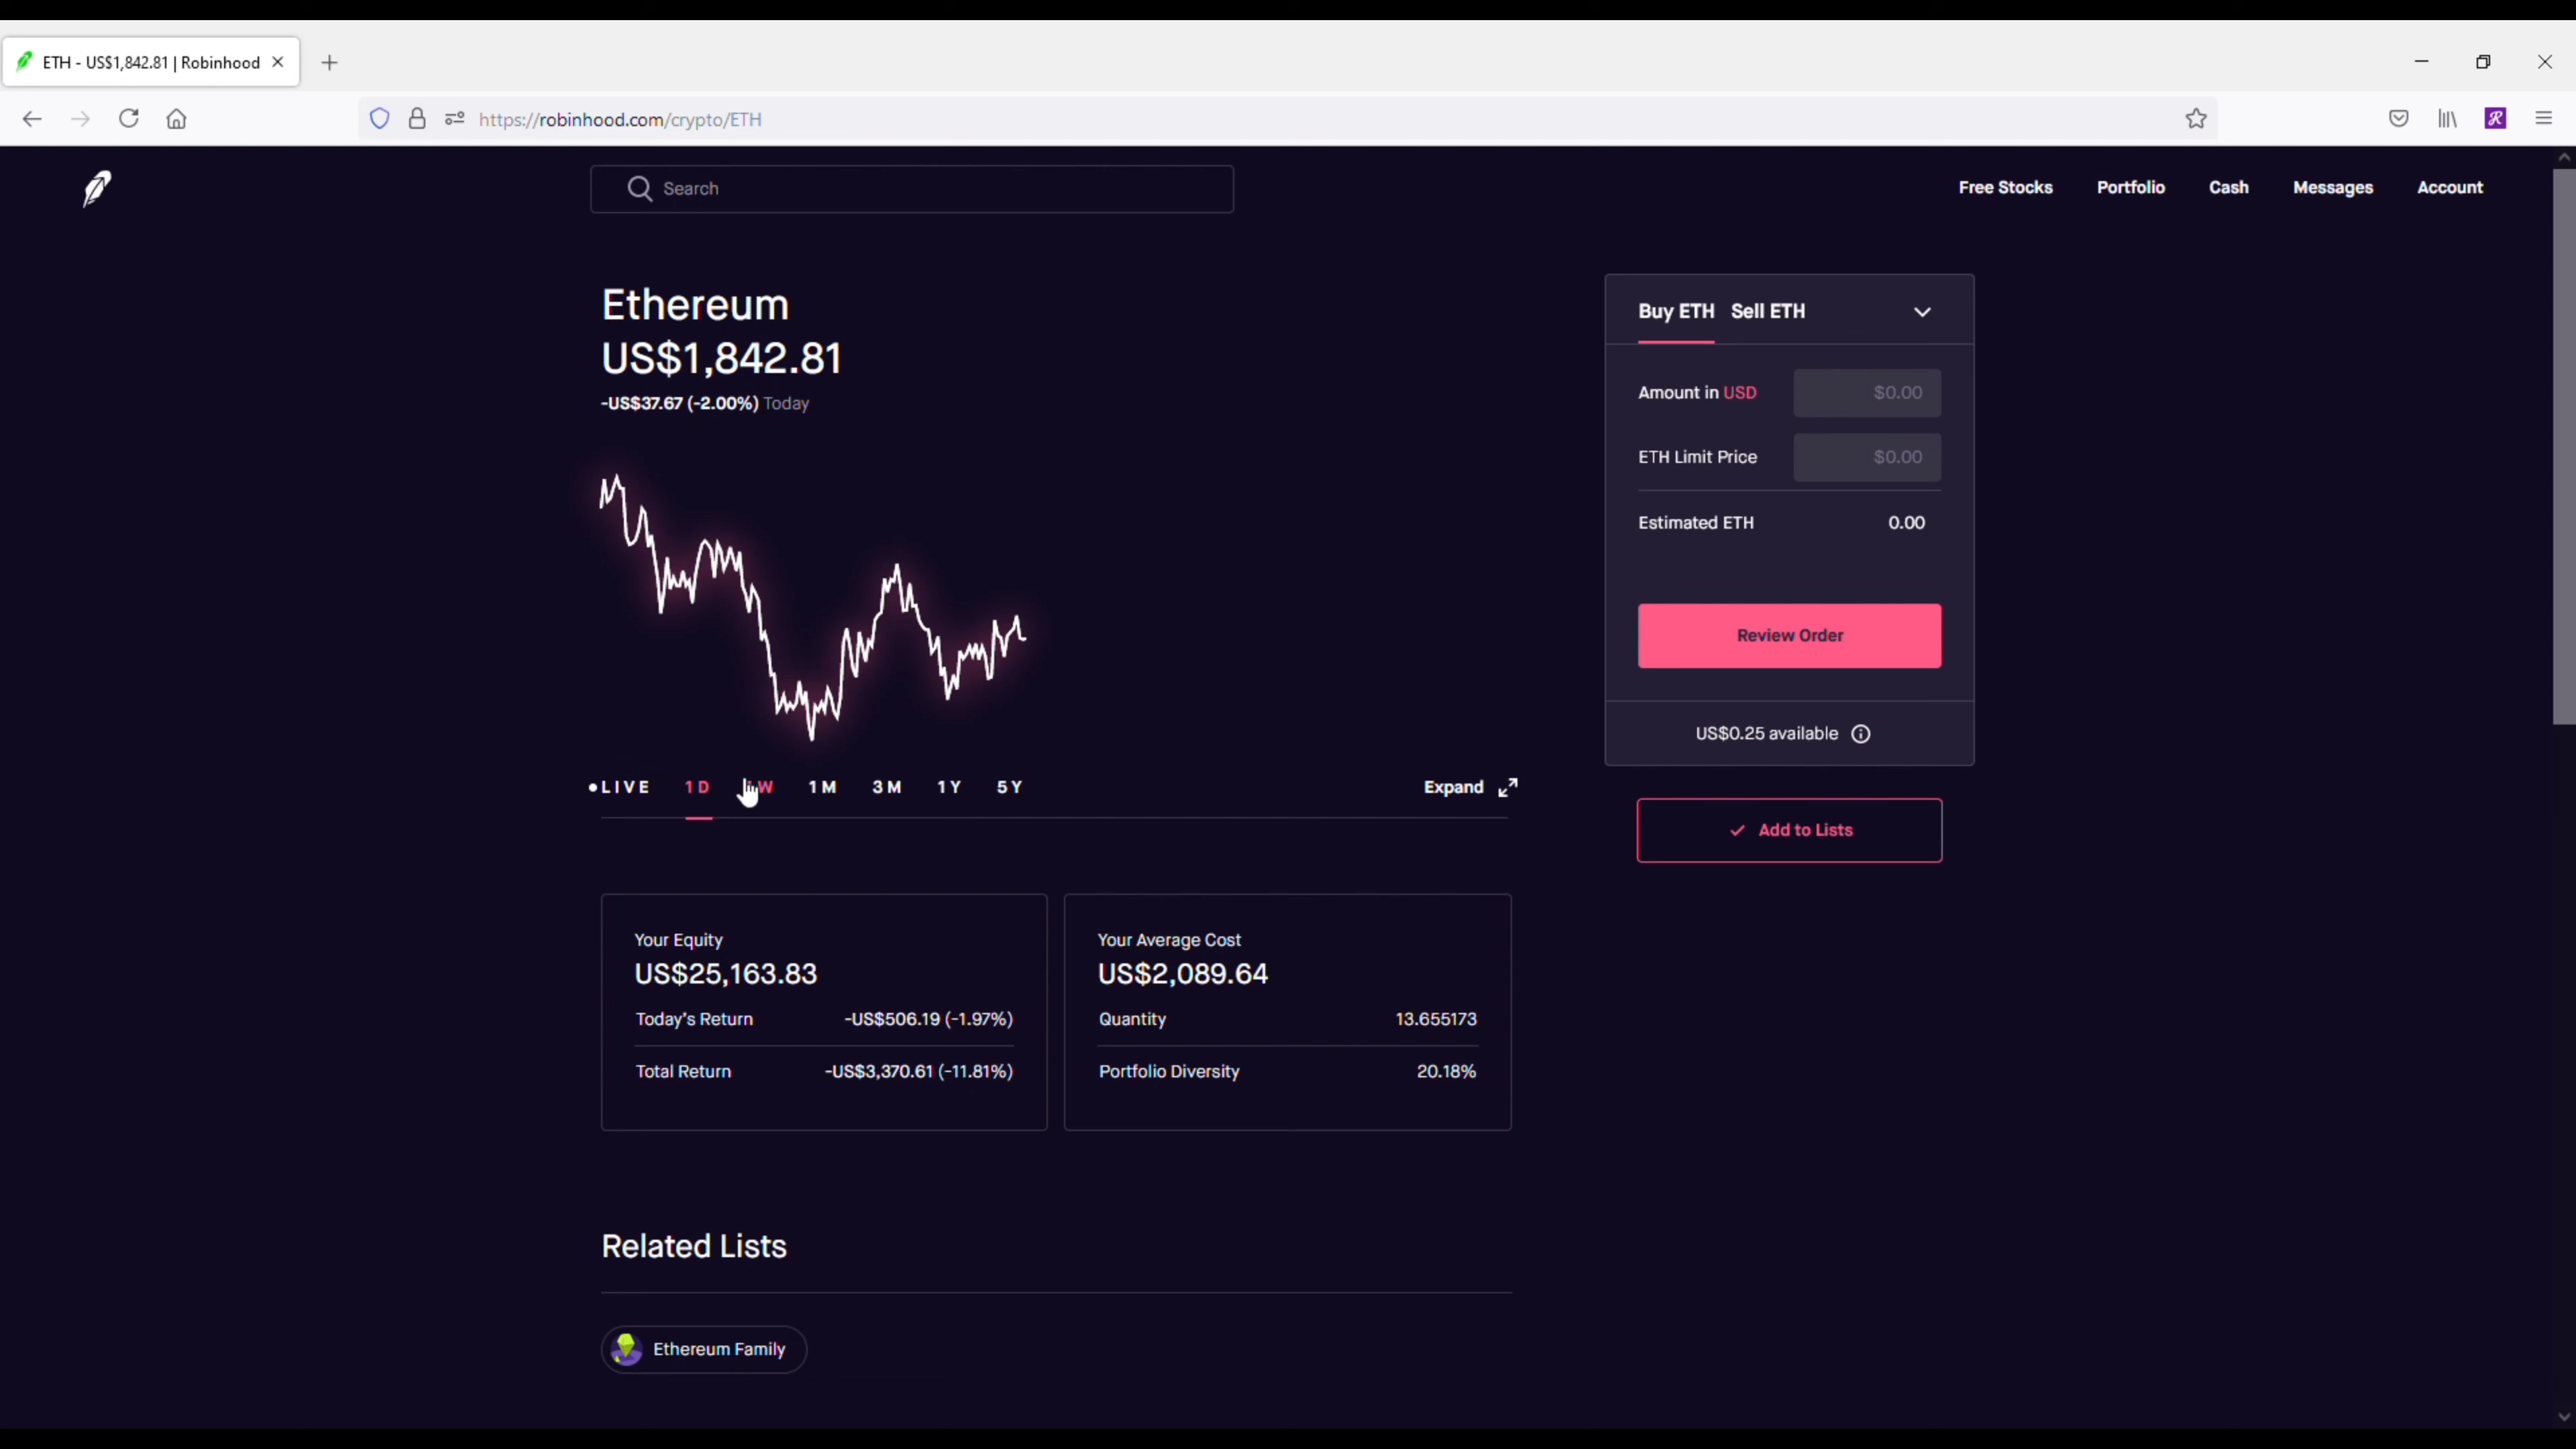 ETH - US$1,842.81 | Robinhood
https://robinhood.com/crypto/ETH
Search
Free Stocks Portfolio Cash Messages Account
Ethereum
US$1,842.81
-US$37.67 (-2.00%) Today
Buy ETH Sell ETH
Amount in USD $0.00
ETH Limit Price $0.00
Estimated ETH 0.00
Review Order
US$0.25 available
LIVE 1D W 1M 3M 1Y 5Y Expand
Add to Lists
Your Equity
US$25,163.83
Today's Return -US$506.19 (-1.97%)
Total Return -US$3,370.61 (-11.81%)
Your Average Cost
US$2,089.64
Quantity 13.655173
Portfolio Diversity 20.18%
Related Lists
Ethereum Family